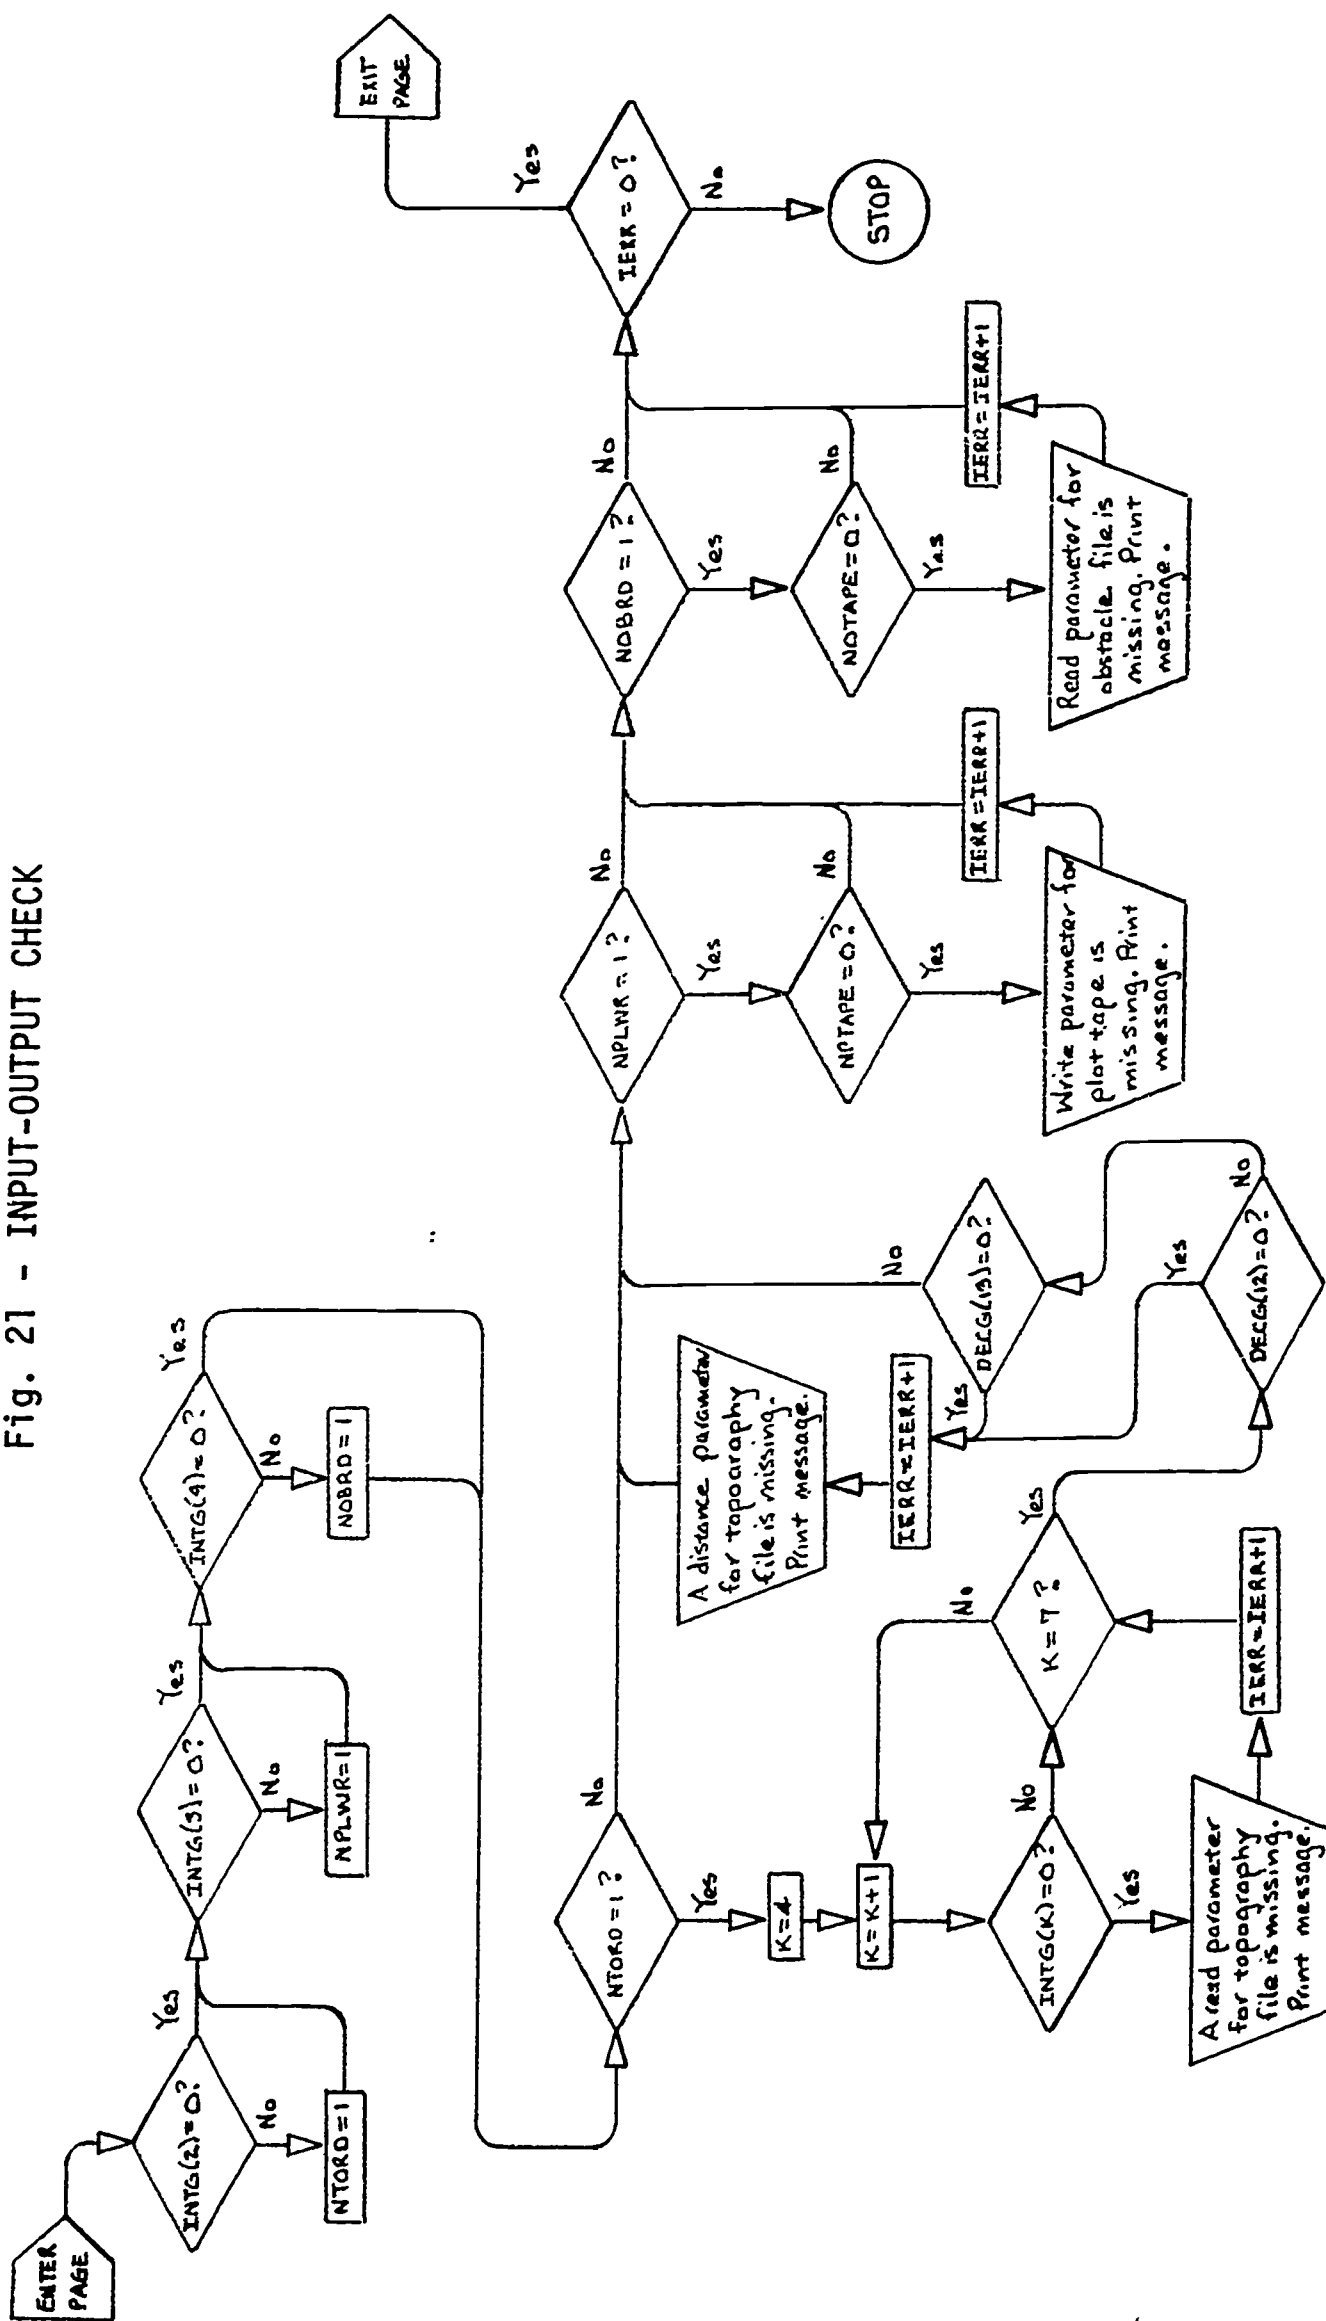 Fig. 21 - INPUT-OUTPUT CHECK
ENTER
PAGE
INTG(2)=0?
Yes
No
NTORD=1
INTG(3)=0?
Yes
No
NPLWR=1
INTG(4)=0?
Yes
No
NOBRD=1
NTORD=1?
No
Yes
K=4
K=K+1
INTG(K)=0?
No
Yes
A read parameter
for topography
file is missing.
Print message.
IERR=IERR+1
K=7?
No
Yes
DECG(12)=0?
Yes
No
DECG(13)=0?
Yes
No
IERR=IERR+1
A distance parameter
for topography
file is missing.
Print message.
NPLWR=1?
No
Yes
NPTAPE=0?
No
Yes
Write parameter for
plot tape is
missing. Print
message.
IERR=IERR+1
NOBRD=1?
No
Yes
NOTAPE=0?
No
Yes
Read parameter for
obstacle file is
missing. Print
message.
IERR=IERR+1
IERR=0?
Yes
No
STOP
EXIT
PAGE